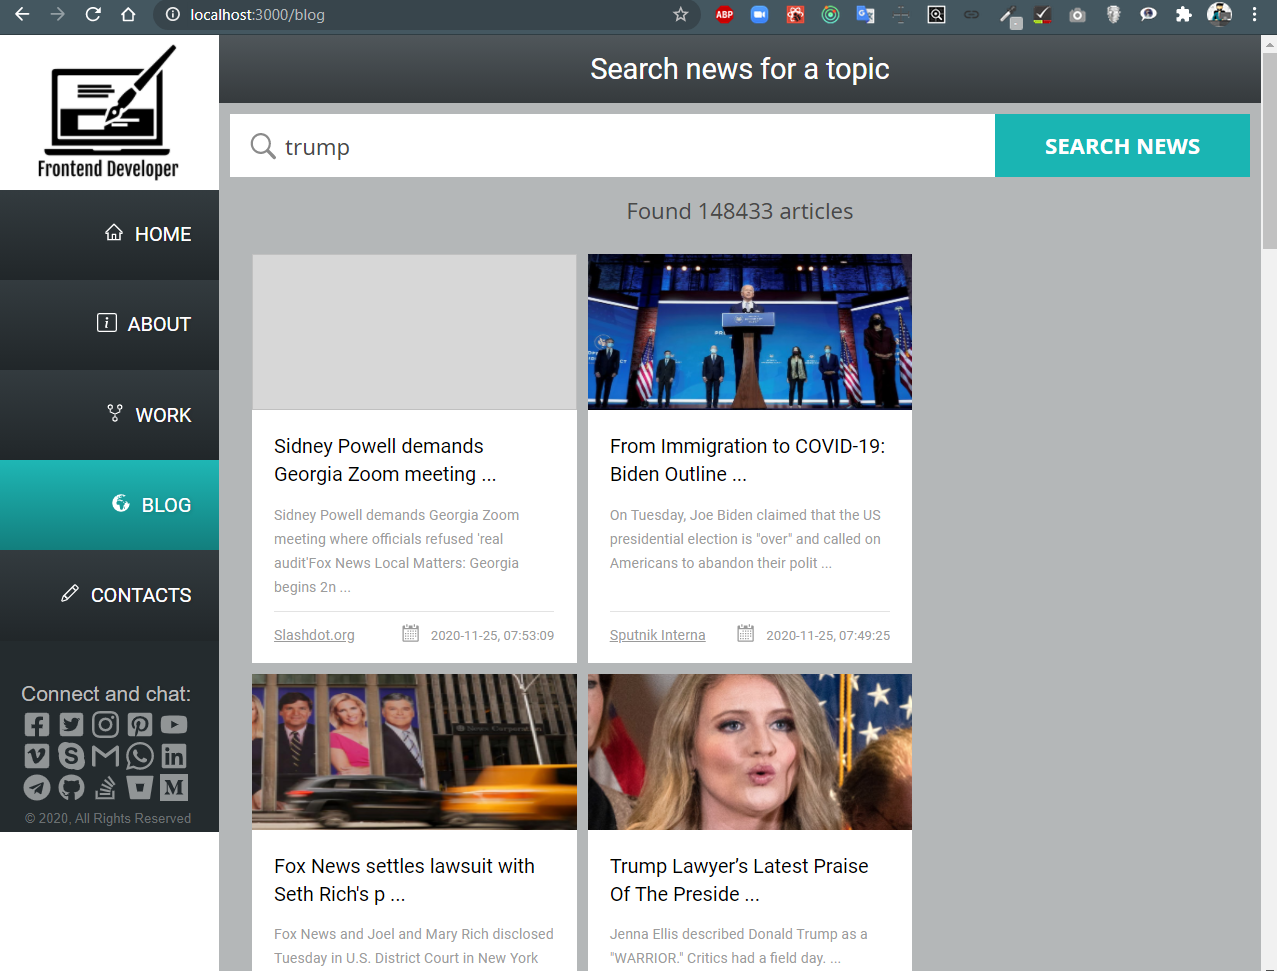 localhost:3000/blog
ABP
Frontend Developer
HOME
ABOUT
WORK
BLOG
CONTACTS
Connect and chat:
© 2020, All Rights Reserved
Search news for a topic
trump
SEARCH NEWS
Found 148433 articles
Sidney Powell demands
Georgia Zoom meeting ...
Sidney Powell demands Georgia Zoom
meeting where officials refused 'real
audit'Fox News Local Matters: Georgia
begins 2n ...
Slashdot.org
2020-11-25, 07:53:09
From Immigration to COVID-19:
Biden Outline ...
On Tuesday, Joe Biden claimed that the US
presidential election is "over" and called on
Americans to abandon their polit ...
Sputnik Interna
2020-11-25, 07:49:25
Fox News settles lawsuit with
Seth Rich's p ...
Fox News and Joel and Mary Rich disclosed
Tuesday in U.S. District Court in New York
Trump Lawyer’s Latest Praise
Of The Preside ...
Jenna Ellis described Donald Trump as a
"WARRIOR." Critics had a field day. ...